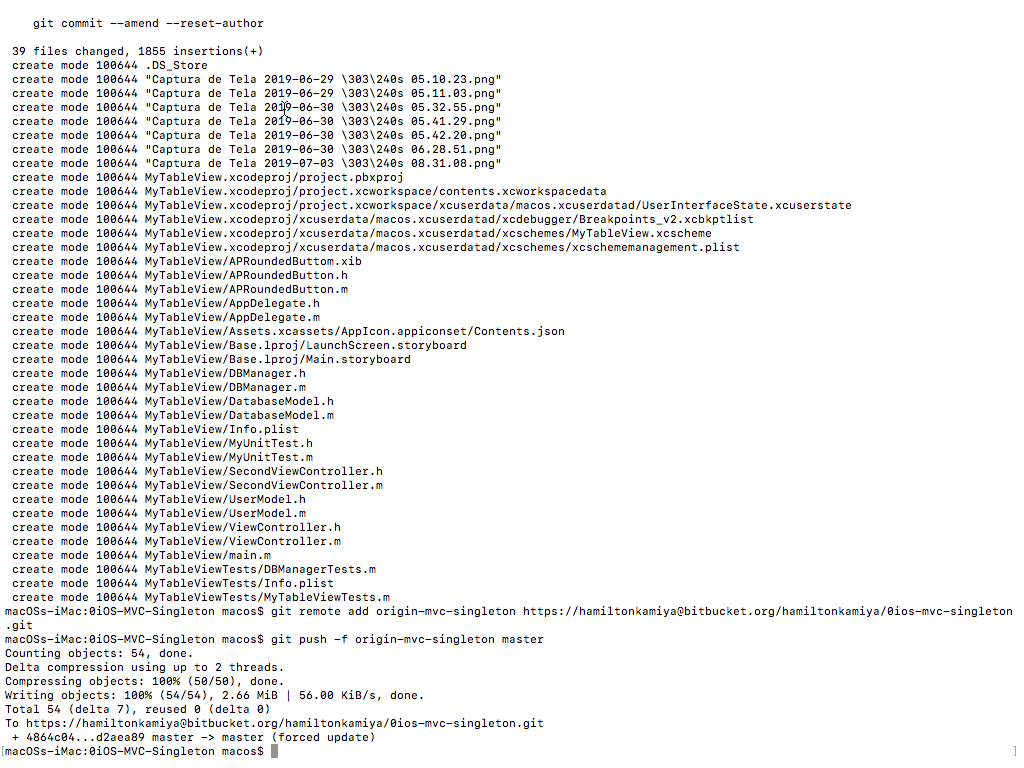 git commit --amend --reset-author
39 files changed, 1855 insertions(+)
create mode 100644 .DS_Store
create mode 100644 "Captura de Tela 2019-06-29 \303\240s 05.10.23.png"
create mode 100644 "Captura de Tela 2019-06-29 \303\240s 05.11.03.png"
create mode 100644 "Captura de Tela 2019-06-30 \303\240s 05.32.55.png"
create mode 100644 "Captura de Tela 2019-06-30 \303\240s 05.41.29.png"
create mode 100644 "Captura de Tela 2019-06-30 \303\240s 05.42.20.png"
create mode 100644 "Captura de Tela 2019-06-30 \303\240s 06.28.51.png"
create mode 100644 "Captura de Tela 2019-07-03 \303\240s 08.31.08.png"
create mode 100644 MyTableView.xcodeproj/project.pbxproj
create mode 100644 MyTableView.xcodeproj/project.xcworkspace/contents.xcworkspacedata
create mode 100644 MyTableView.xcodeproj/project.xcworkspace/xcuserdata/macos.xcuserdatad/UserInterfaceState.xcuserstate
create mode 100644 MyTableView.xcodeproj/xcuserdata/macos.xcuserdatad/xcdebugger/Breakpoints_v2.xcbkptlist
create mode 100644 MyTableView.xcodeproj/xcuserdata/macos.xcuserdatad/xcschemes/MyTableView.xcscheme
create mode 100644 MyTableView.xcodeproj/xcuserdata/macos.xcuserdatad/xcschemes/xcschememanagement.plist
create mode 100644 MyTableView/APRoundedButtom.xib
create mode 100644 MyTableView/APRoundedButton.h
create mode 100644 MyTableView/APRoundedButton.m
create mode 100644 MyTableView/AppDelegate.h
create mode 100644 MyTableView/AppDelegate.m
create mode 100644 MyTableView/Assets.xcassets/AppIcon.appiconset/Contents.json
create mode 100644 MyTableView/Base.lproj/LaunchScreen.storyboard
create mode 100644 MyTableView/Base.lproj/Main.storyboard
create mode 100644 MyTableView/DBManager.h
create mode 100644 MyTableView/DBManager.m
create mode 100644 MyTableView/DatabaseModel.h
create mode 100644 MyTableView/DatabaseModel.m
create mode 100644 MyTableView/Info.plist
create mode 100644 MyTableView/MyUnitTest.h
create mode 100644 MyTableView/MyUnitTest.m
create mode 100644 MyTableView/SecondViewController.h
create mode 100644 MyTableView/SecondViewController.m
create mode 100644 MyTableView/UserModel.h
create mode 100644 MyTableView/UserModel.m
create mode 100644 MyTableView/ViewController.h
create mode 100644 MyTableView/ViewController.m
create mode 100644 MyTableView/main.m
create mode 100644 MyTableViewTests/DBManagerTests.m
create mode 100644 MyTableViewTests/Info.plist
create mode 100644 MyTableViewTests/MyTableViewTests.m
macOSs-iMac:0iOS-MVC-Singleton macos$ git remote add origin-mvc-singleton https://hamiltonkamiya@bitbucket.org/hamiltonkamiya/0ios-mvc-singleton
.git
macOSs-iMac:0iOS-MVC-Singleton macos$ git push -f origin-mvc-singleton master
Counting objects: 54, done.
Delta compression using up to 2 threads.
Compressing objects: 100% (50/50), done.
Writing objects: 100% (54/54), 2.66 MiB | 56.00 KiB/s, done.
Total 54 (delta 7), reused 0 (delta 0)
To https://hamiltonkamiya@bitbucket.org/hamiltonkamiya/0ios-mvc-singleton.git
+ 4864c04...d2aea89 master -> master (forced update)
[macOSs-iMac:0iOS-MVC-Singleton macos$ ]